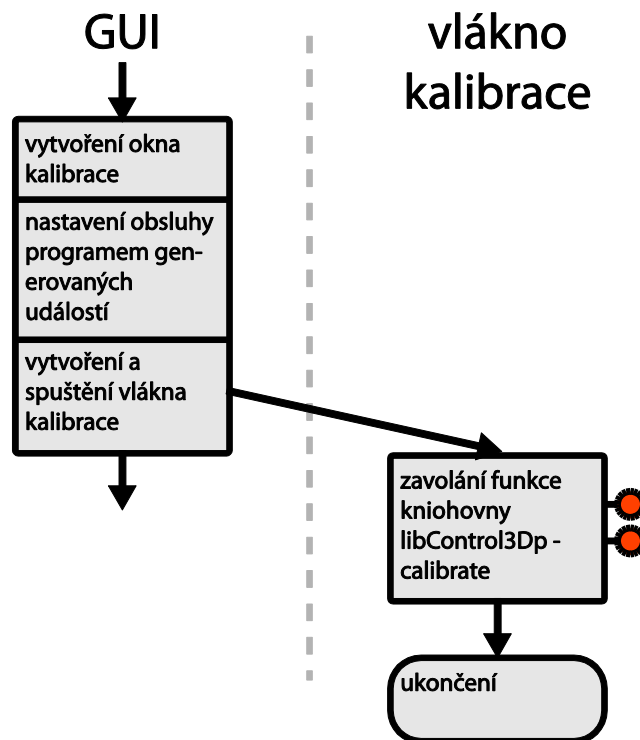 GUI
vlákno
kalibrace
vytvoření okna
kalibrace
nastavení obsluhy
programem gen-
erovaných
událostí
vytvoření a
spuštění vlákna
kalibrace
zavolání funkce
kniohovny
libControl3Dp -
calibrate
ukončení